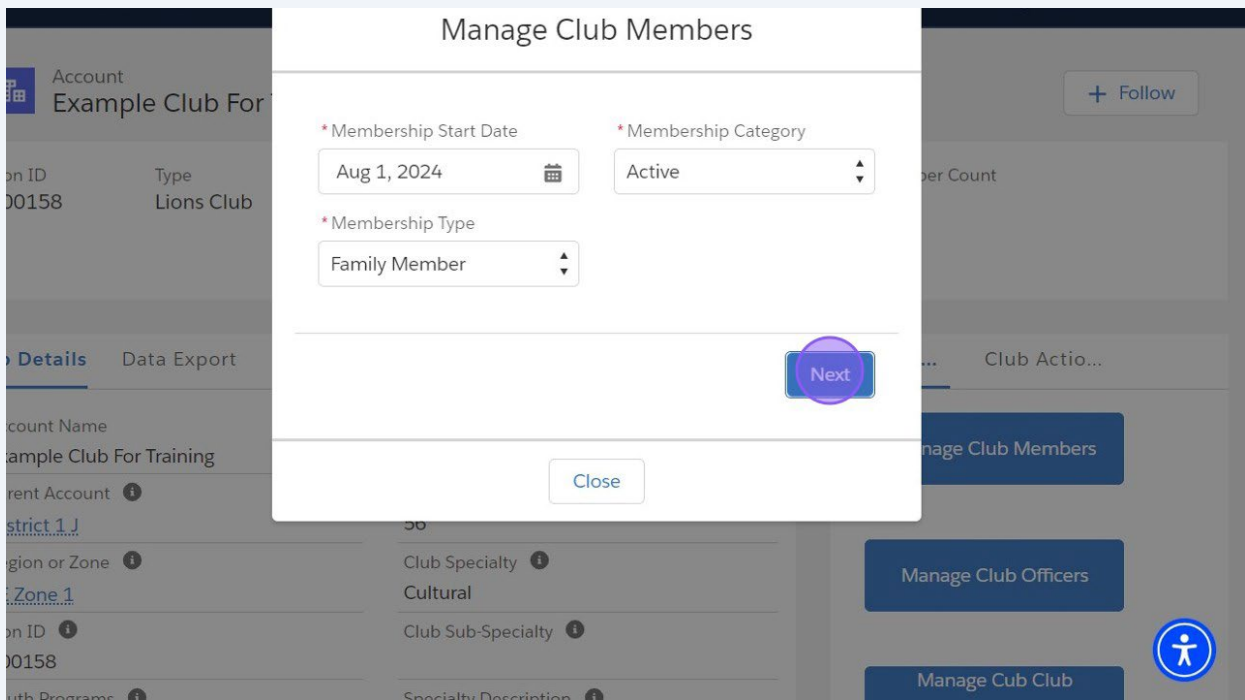 Manage Club Members
Account
Example Club For
+ Follow
*Membership Start Date
*Membership Category
Aug 1, 2024
Active
on ID
Type
ber Count
00158
Lions Club
*Membership Type
Family Member
Details
Data Export
Next
...
Club Actio...
count Name
ample Club For Training
nage Club Members
Close
rent Account
strict 1 J
56
egion or Zone
Club Specialty
Zone 1
Cultural
Manage Club Officers
on ID
Club Sub-Specialty
00158
uth Programs
Specialty Description
Manage Cub Club